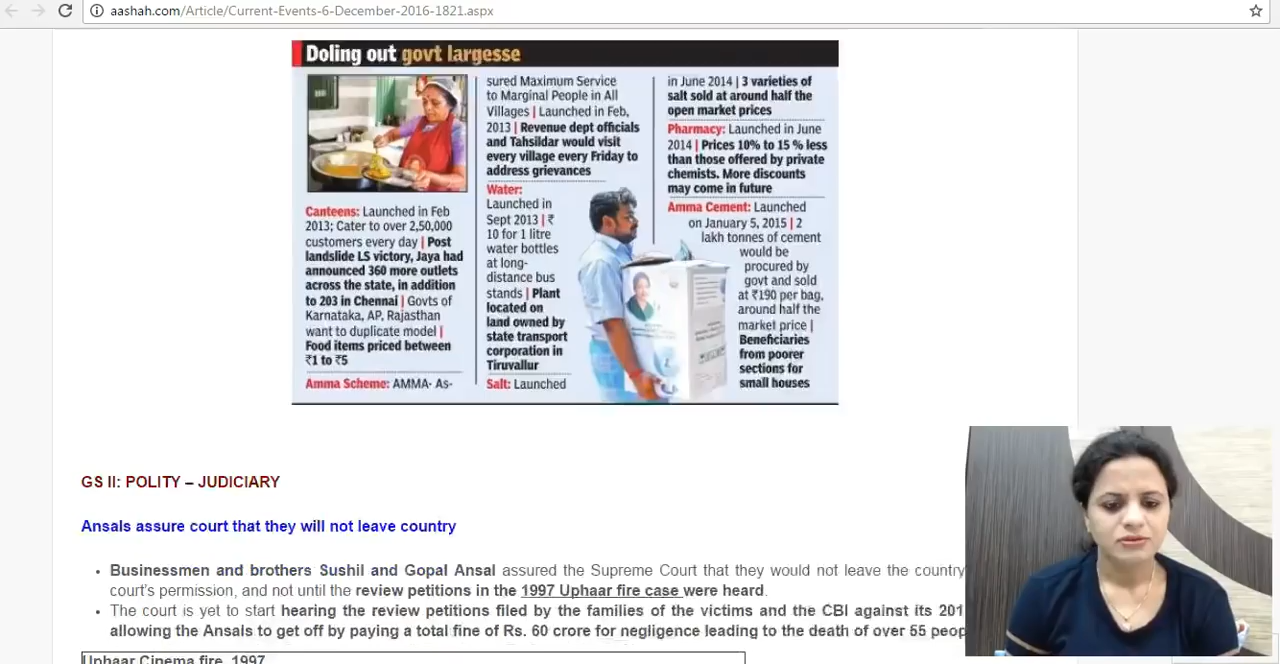 aashah.com/Article/Current-Events-6-December-2016-1821.aspx
Doling out govt largesse
Canteens: Launched in Feb
2013; Cater to over 2,50,000
customers every day | Post
landslide LS victory, Jaya had
announced 360 more outlets
across the state, in addition
to 203 in Chennai | Govts of
Karnataka, AP, Rajasthan
want to duplicate model |
Food items priced between
₹1 to ₹5
Amma Scheme: AMMA- As-
sured Maximum Service
to Marginal People in All
Villages | Launched in Feb,
2013 | Revenue dept officials
and Tahsildar would visit
every village every Friday to
address grievances
Water:
Launched in
Sept 2013 | ₹
10 for 1 litre
water bottles
at long-
distance bus
stands | Plant
located on
land owned by
state transport
corporation in
Tiruvallur
Salt: Launched
in June 2014 | 3 varieties of
salt sold at around half the
open market prices
Pharmacy: Launched in June
2014 | Prices 10% to 15 % less
than those offered by private
chemists. More discounts
may come in future
Amma Cement: Launched
on January 5, 2015 | 2
lakh tonnes of cement
would be
procured by
govt and sold
at ₹190 per bag,
around half the
market price |
Beneficiaries
from poorer
sections for
small houses
GS II: POLITY – JUDICIARY
Ansals assure court that they will not leave country
• Businessmen and brothers Sushil and Gopal Ansal assured the Supreme Court that they would not leave the country
court's permission, and not until the review petitions in the 1997 Uphaar fire case were heard.
• The court is yet to start hearing the review petitions filed by the families of the victims and the CBI against its 201
allowing the Ansals to get off by paying a total fine of Rs. 60 crore for negligence leading to the death of over 55 peop
Uphaar Cinema fire, 1997